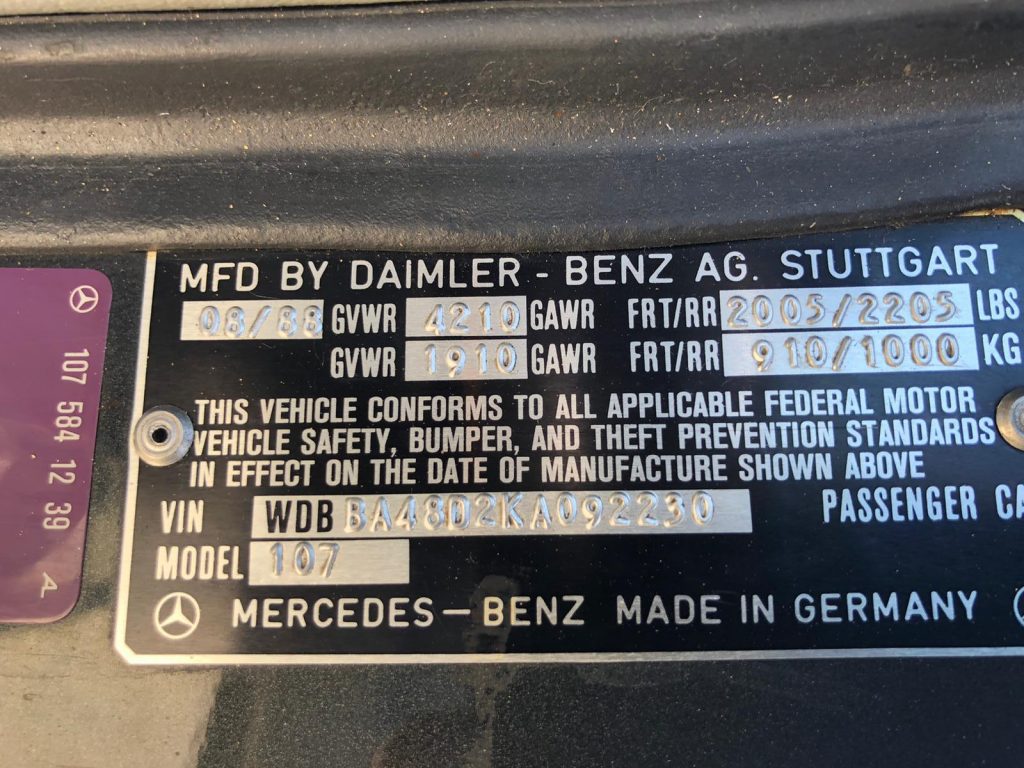 MFD BY DAIMLER - BENZ AG. STUTTGART
08/88 GVWR 4210 GAWR FRT/RR 2005/2205 LBS
GVWR 1910 GAWR FRT/RR 910/1000 KG
THIS VEHICLE CONFORMS TO ALL APPLICABLE FEDERAL MOTOR
VEHICLE SAFETY, BUMPER, AND THEFT PREVENTION STANDARDS
IN EFFECT ON THE DATE OF MANUFACTURE SHOWN ABOVE
VIN WDB BA48D2KA092230 PASSENGER CA
MODEL 107
MERCEDES - BENZ MADE IN GERMANY
107 584 12 39 A